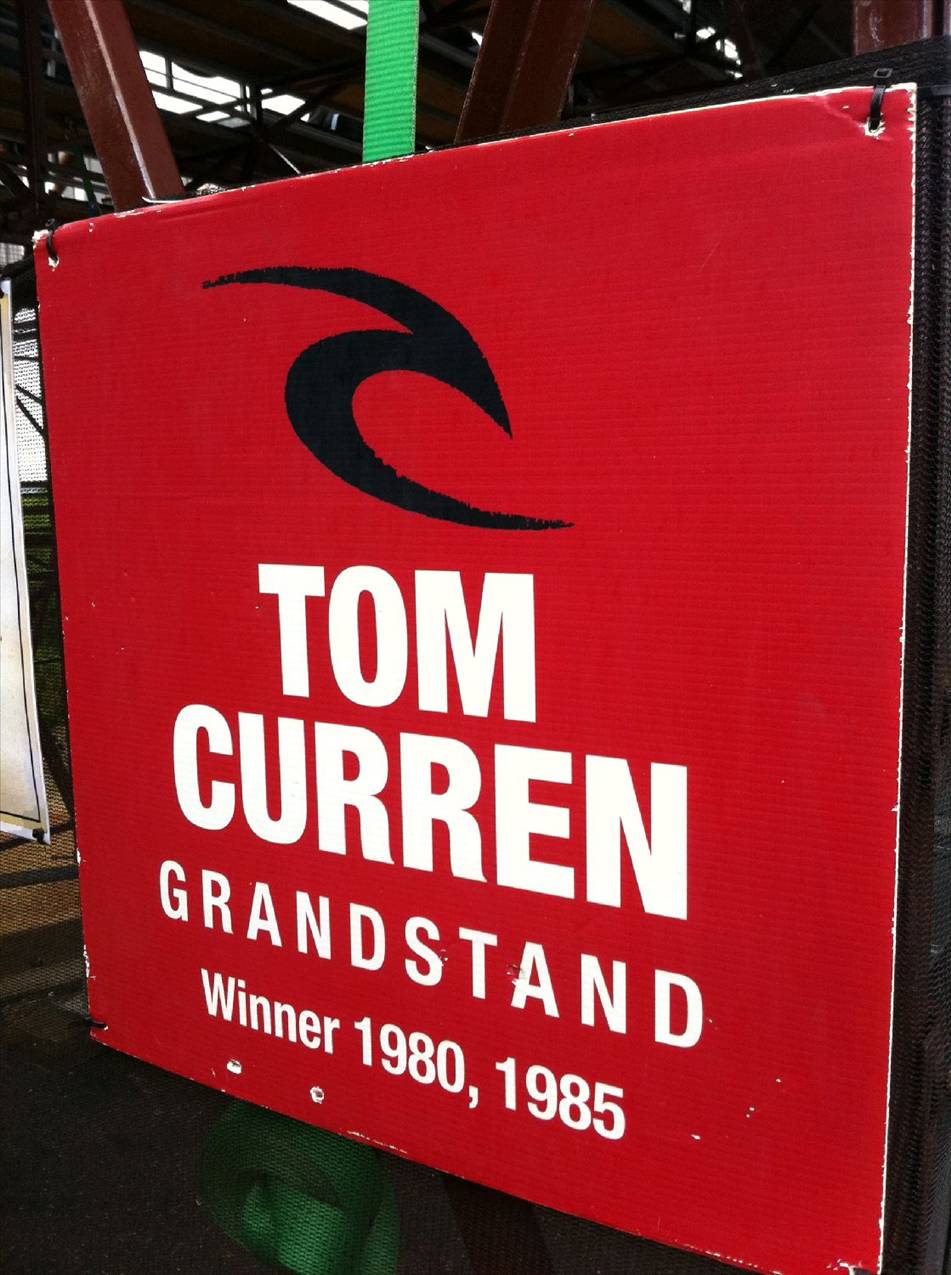 TOM
CURREN
GRANDSTAND
Winner 1980, 1985